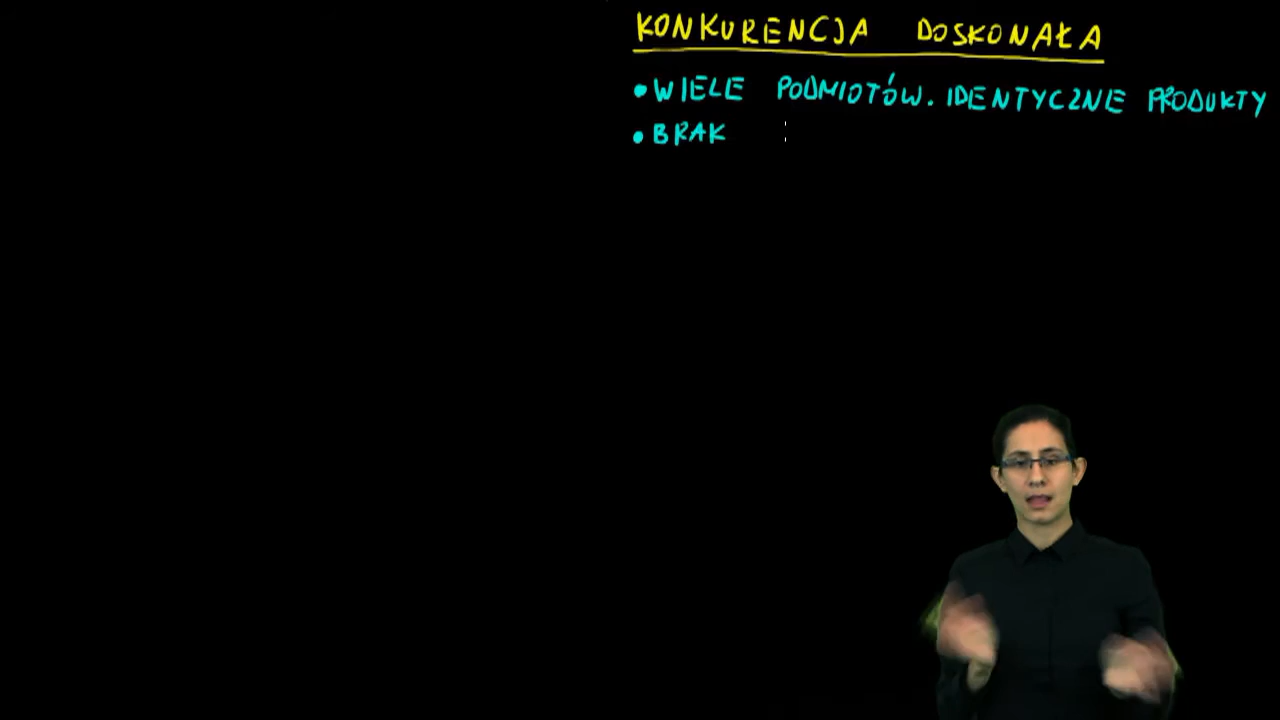 KONKURENCJA DOSKONAŁA
• WIELE PODMIOTÓW. IDENTYCZNE PRODUKTY
• BRAK